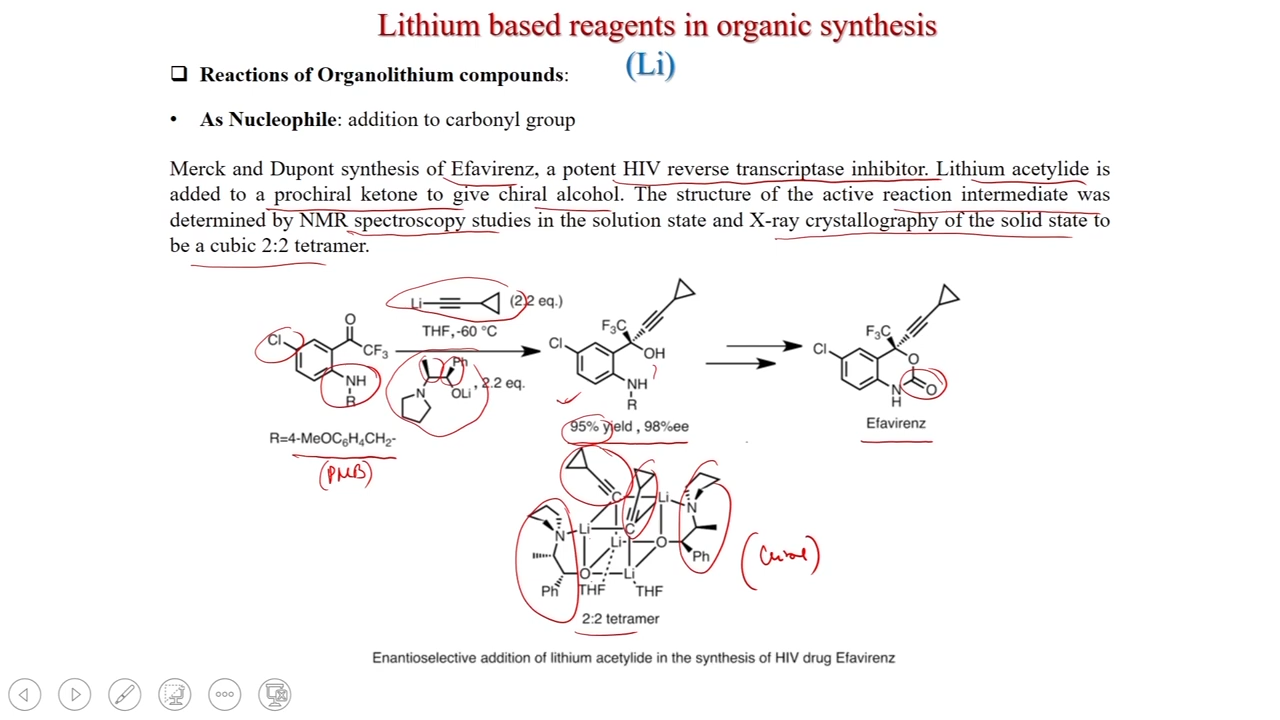 Lithium based reagents in organic synthesis
(Li)
❑ Reactions of Organolithium compounds:
• As Nucleophile: addition to carbonyl group
Merck and Dupont synthesis of Efavirenz, a potent HIV reverse transcriptase inhibitor. Lithium acetylide is
added to a prochiral ketone to give chiral alcohol. The structure of the active reaction intermediate was
determined by NMR spectroscopy studies in the solution state and X-ray crystallography of the solid state to
be a cubic 2:2 tetramer.
Li (2.2 eq.)
THF, -60 °C
O
Cl
CF3
NH
R
Ph
N
OLi , 2.2 eq.
R=4-MeOC6H4CH2-
(PMB)
F3C
Cl
OH
NH
R
95% yield , 98%ee
F3C
Cl
O
N
H
O
Efavirenz
C Li
N
Li C
N
Li O
Ph
O Li
Ph THF THF
2:2 tetramer
(chiral)
Enantioselective addition of lithium acetylide in the synthesis of HIV drug Efavirenz